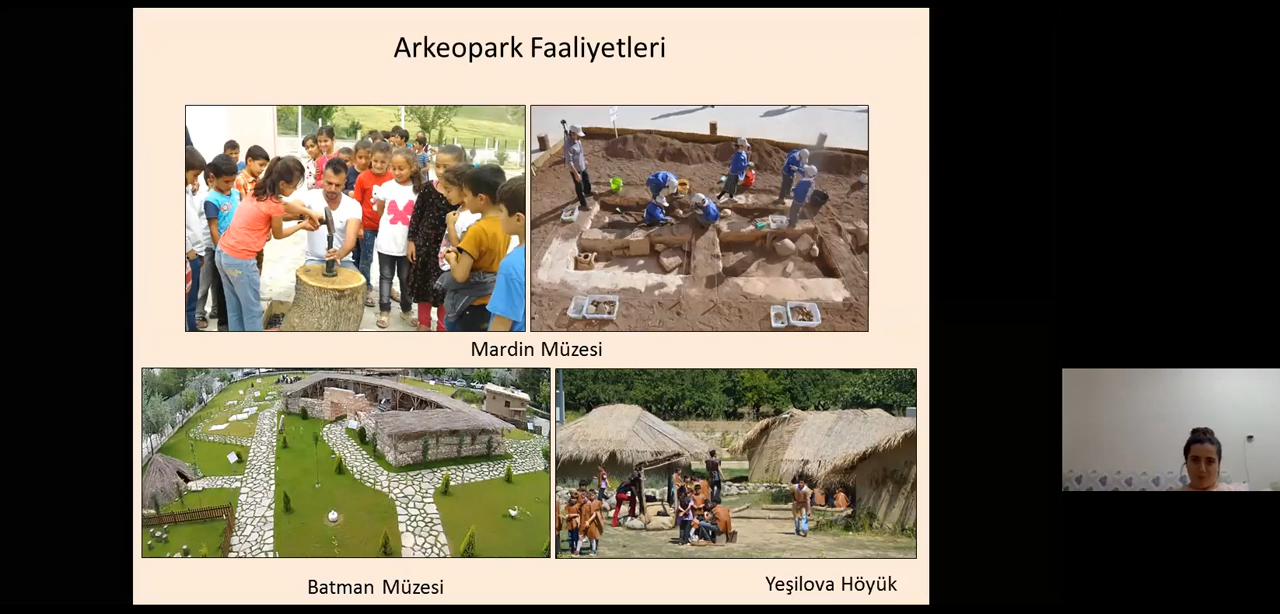 Arkeopark Faaliyetleri
Mardin Müzesi
Batman Müzesi
Yeşilova Höyük